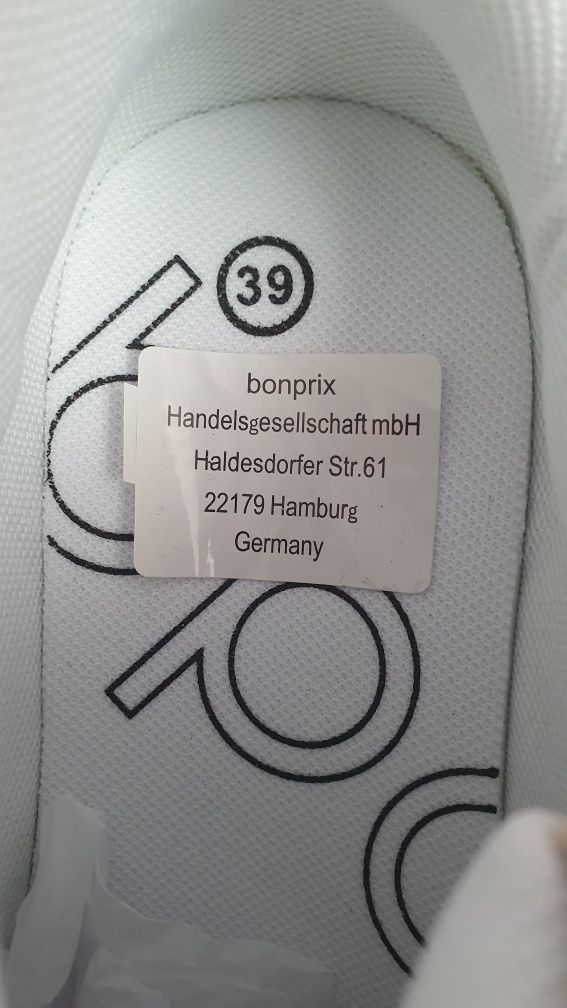 39
bonprix
Handelsgesellschaft mbH
Haldesdorfer Str.61
22179 Hamburg
Germany